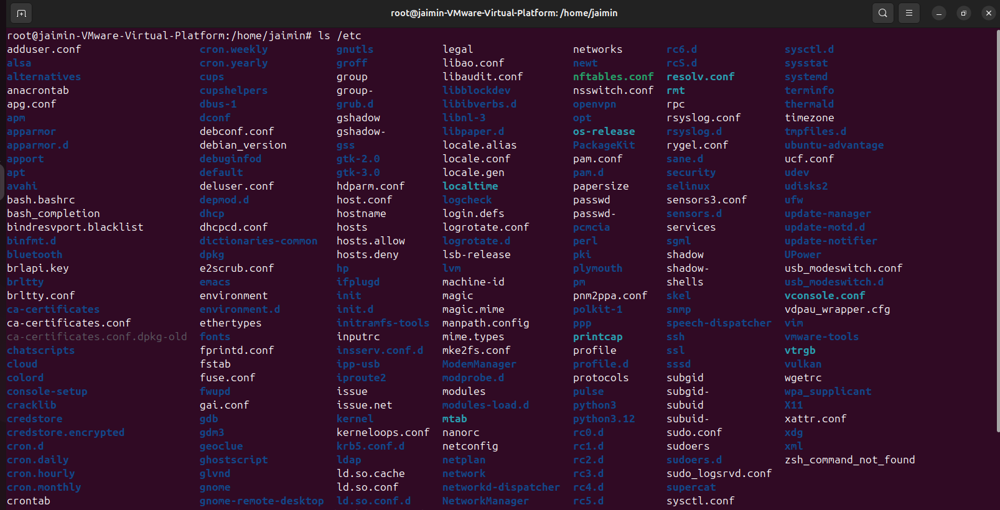 root@jaimin-VMware-Virtual-Platform: /home/jaimin
root@jaimin-VMware-Virtual-Platform:/home/jaimin# ls /etc
adduser.conf cron.weekly gnutls legal networks rc6.d sysctl.d
alsa cron.yearly groff libao.conf newt rcS.d sysstat
alternatives cups group libaudit.conf nftables.conf resolv.conf systemd
anacrontab cupshelpers group- libblockdev nsswitch.conf rmt terminfo
apg.conf dbus-1 grub.d libibverbs.d openvpn rpc thermald
apm dconf gshadow libnl-3 opt rsyslog.conf timezone
apparmor debconf.conf gshadow- libpaper.d os-release rsyslog.d tmpfiles.d
apparmor.d debian_version gss locale.alias PackageKit rygel.conf ubuntu-advantage
apport debuginfod gtk-2.0 locale.conf pam.conf sane.d ucf.conf
apt default gtk-3.0 locale.gen pam.d security udev
avahi deluser.conf hdparm.conf localtime papersize selinux udisks2
bash.bashrc depmod.d host.conf logcheck passwd sensors3.conf ufw
bash_completion dhcp hostname login.defs passwd- sensors.d update-manager
bindresvport.blacklist dhcpcd.conf hosts logrotate.conf pcmcia services update-motd.d
binfmt.d dictionaries-common hosts.allow logrotate.d perl sgml update-notifier
bluetooth dpkg hosts.deny lsb-release pki shadow UPower
brlapi.key e2scrub.conf hp lvm plymouth shadow- usb_modeswitch.conf
brltty emacs ifplugd machine-id pm shells usb_modeswitch.d
brltty.conf environment init magic pnm2ppa.conf skel vconsole.conf
ca-certificates environment.d init.d magic.mime polkit-1 snmp vdpau_wrapper.cfg
ca-certificates.conf ethertypes initramfs-tools manpath.config ppp speech-dispatcher vim
ca-certificates.conf.dpkg-old fonts inputrc mime.types printcap ssh vmware-tools
chatscripts fprintd.conf insserv.conf.d mke2fs.conf profile ssl vtrgb
cloud fstab ipp-usb ModemManager profile.d sssd vulkan
colord fuse.conf iproute2 modprobe.d protocols subgid wgetrc
console-setup fwupd issue modules pulse subgid- wpa_supplicant
cracklib gai.conf issue.net modules-load.d python3 subuid X11
credstore gdb kernel mtab python3.12 subuid- xattr.conf
credstore.encrypted gdm3 kerneloops.conf nanorc rc0.d sudo.conf xdg
cron.d geoclue krb5.conf.d netconfig rc1.d sudoers xml
cron.daily ghostscript ldap netplan rc2.d sudoers.d zsh_command_not_found
cron.hourly glvnd ld.so.cache network rc3.d sudo_logsrvd.conf
cron.monthly gnome ld.so.conf networkd-dispatcher rc4.d supercat
crontab gnome-remote-desktop ld.so.conf.d NetworkManager rc5.d sysctl.conf